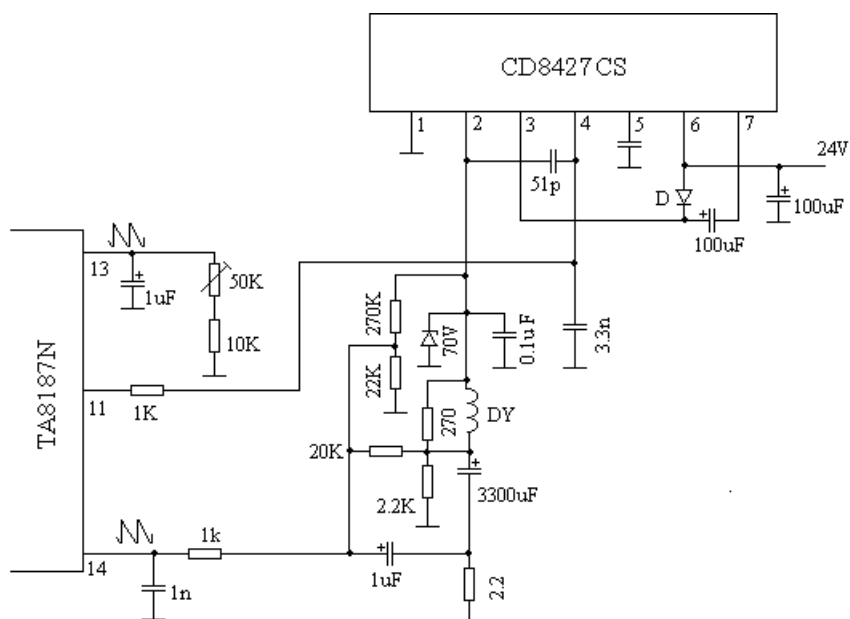 CD8427CS
1 2 3 4 5 6 7
24V
51p
D
100uF
100uF
13
1uF
50K
10K
270K
70V
0.1uF
3.3n
TA8187N
11
1K
22K
270
DY
20K
2.2K
3300uF
14
1k
1uF
1n
2.2